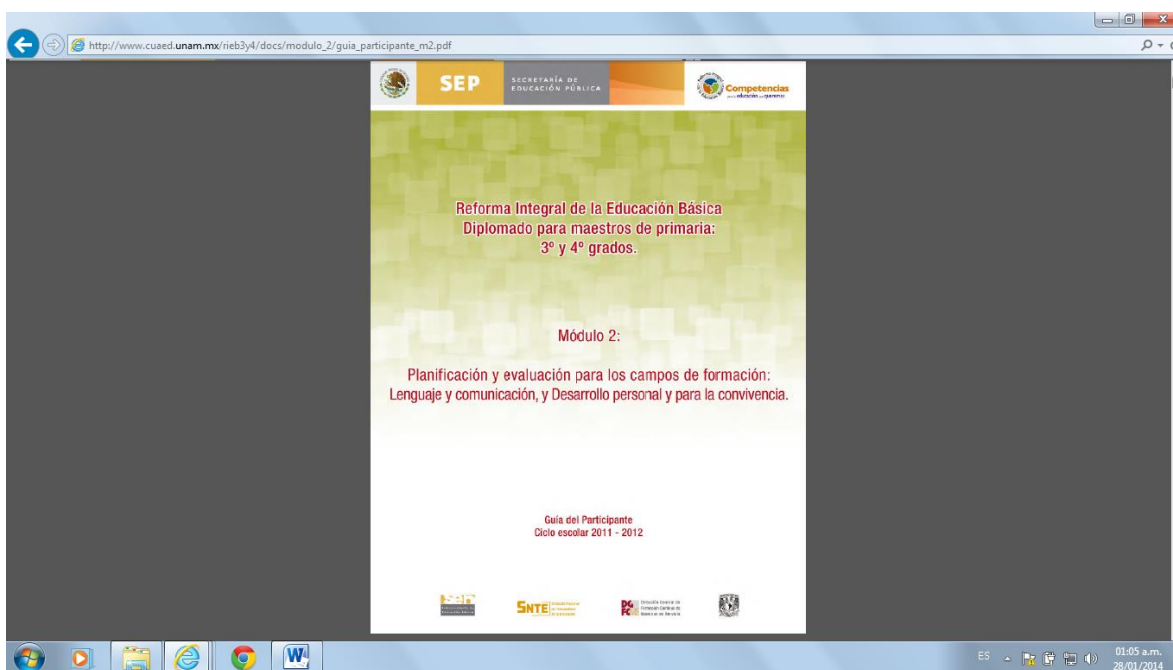 http://www.cuaed.unam.mx/rieb3y4/docs/modulo_2/guia_participante_m2.pdf
SEP
SECRETARÍA DE
EDUCACIÓN PÚBLICA
Competencias
Reforma Integral de la Educación Básica
Diplomado para maestros de primaria:
3º y 4º grados.
Módulo 2:
Planificación y evaluación para los campos de formación:
Lenguaje y comunicación, y Desarrollo personal y para la convivencia.
Guía del Participante
Ciclo escolar 2011 - 2012
SNTE
ES
01:05 a.m.
28/01/2014